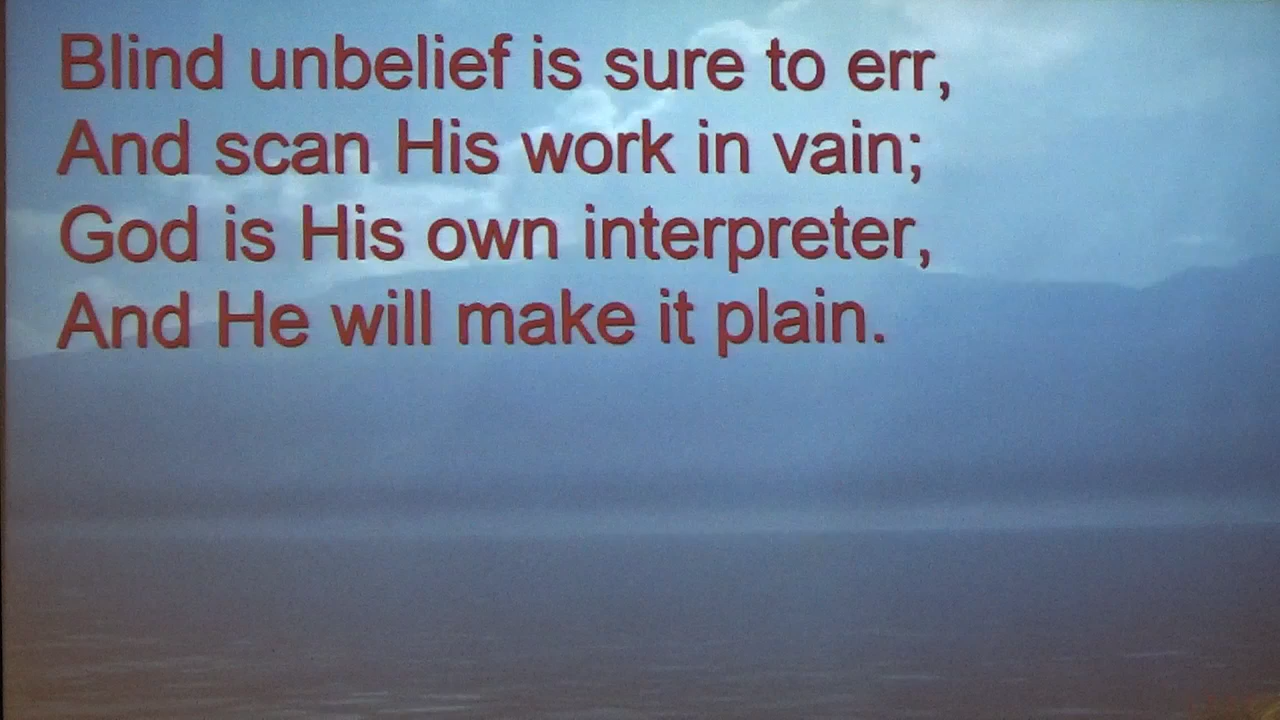 Blind unbelief is sure to err,
And scan His work in vain;
God is His own interpreter,
And He will make it plain.